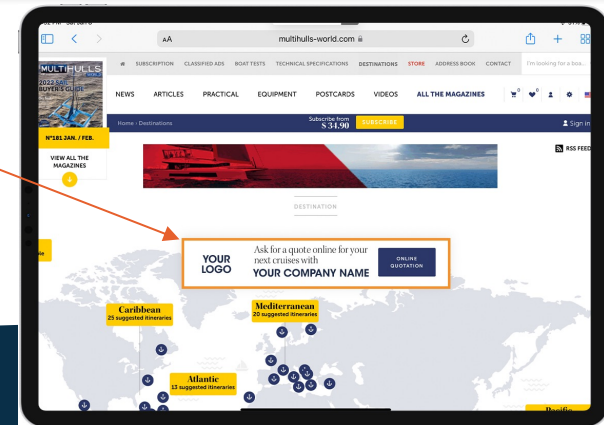 multihulls-world.com
AA
SUBSCRIPTION CLASSIFIED ADS BOAT TESTS TECHNICAL SPECIFICATIONS DESTINATIONS STORE ADDRESS BOOK CONTACT
I'm looking for a boa...
MULTIHULLS
WORLD
2022 SAIL
BUYER'S GUIDE
NEWS ARTICLES PRACTICAL EQUIPMENT POSTCARDS VIDEOS ALL THE MAGAZINES
0 0
Home › Destinations
Subscribe from
$ 34.90
SUBSCRIBE
Sign in
N°181 JAN. / FEB.
VIEW ALL THE
MAGAZINES
RSS FEED
DESTINATION
YOUR
LOGO
Ask for a quote online for your
next cruises with
YOUR COMPANY NAME
ONLINE
QUOTATION
Caribbean
25 suggested itineraries
Mediterranean
20 suggested itineraries
Atlantic
13 suggested itineraries
Pacific